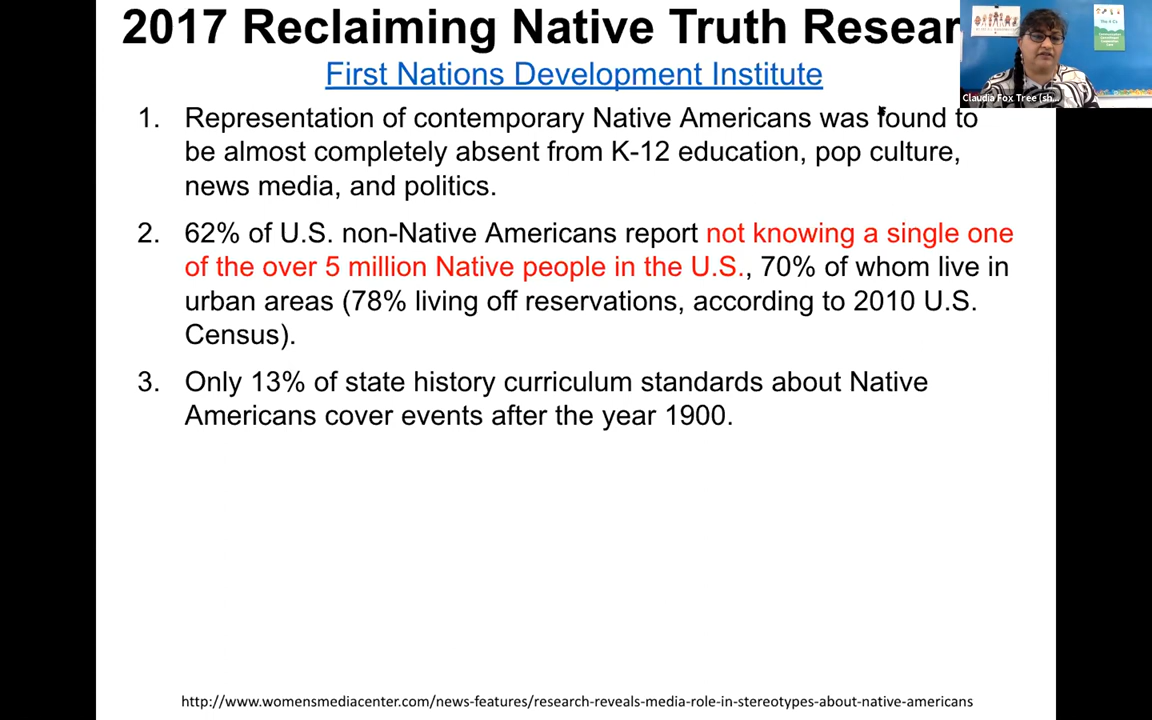 2017 Reclaiming Native Truth Resear
First Nations Development Institute
Claudia Fox Tree (sh...
1. Representation of contemporary Native Americans was found to
be almost completely absent from K-12 education, pop culture,
news media, and politics.
2. 62% of U.S. non-Native Americans report not knowing a single one
of the over 5 million Native people in the U.S., 70% of whom live in
urban areas (78% living off reservations, according to 2010 U.S.
Census).
3. Only 13% of state history curriculum standards about Native
Americans cover events after the year 1900.
http://www.womensmediacenter.com/news-features/research-reveals-media-role-in-stereotypes-about-native-americans